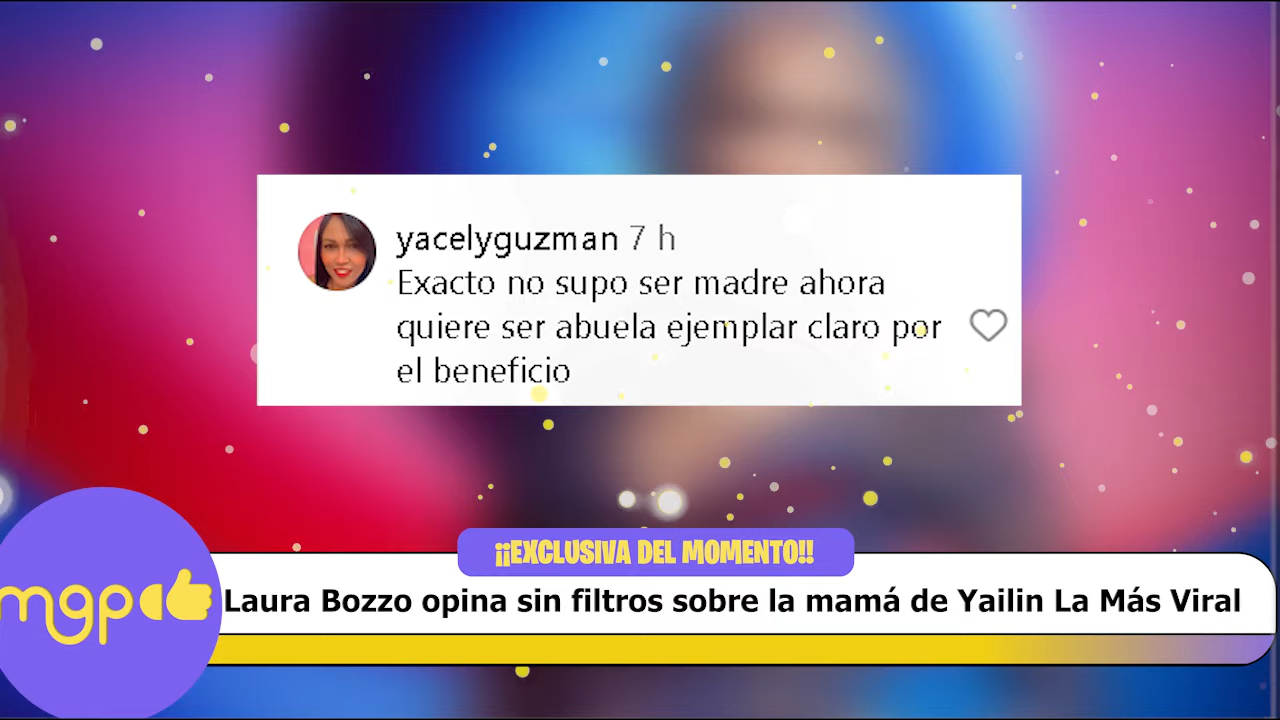 yacelyguzman 7 h
Exacto no supo ser madre ahora
quiere ser abuela ejemplar claro por
el beneficio
¡¡EXCLUSIVA DEL MOMENTO!!
mgp
Laura Bozzo opina sin filtros sobre la mamá de Yailin La Más Viral